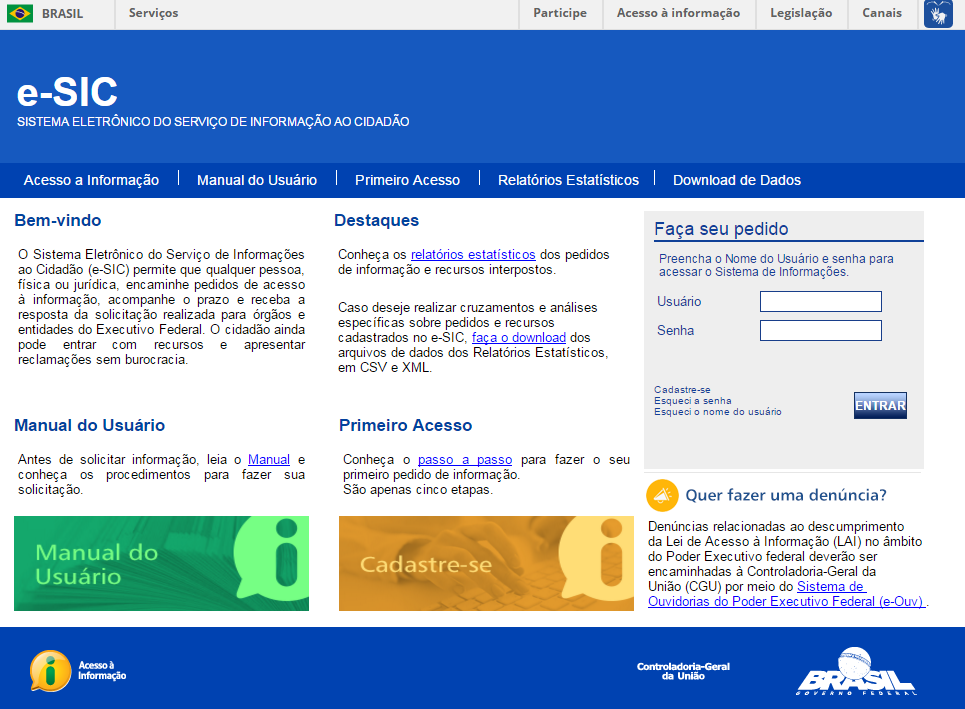 BRASIL
Serviços
Participe
Acesso à informação
Legislação
Canais
e-SIC
SISTEMA ELETRÔNICO DO SERVIÇO DE INFORMAÇÃO AO CIDADÃO
Acesso a Informação
Manual do Usuário
Primeiro Acesso
Relatórios Estatísticos
Download de Dados
Bem-vindo
O Sistema Eletrônico do Serviço de Informações
ao Cidadão (e-SIC) permite que qualquer pessoa,
física ou jurídica, encaminhe pedidos de acesso
à informação, acompanhe o prazo e receba a
resposta da solicitação realizada para órgãos e
entidades do Executivo Federal. O cidadão ainda
pode entrar com recursos e apresentar
reclamações sem burocracia.
Destaques
Conheça os relatórios estatísticos dos pedidos
de informação e recursos interpostos.
Caso deseje realizar cruzamentos e análises
específicas sobre pedidos e recursos
cadastrados no e-SIC, faça o download dos
arquivos de dados dos Relatórios Estatísticos,
em CSV e XML.
Faça seu pedido
Preencha o Nome do Usuário e senha para
acessar o Sistema de Informações.
Usuário
Senha
Cadastre-se
Esqueci a senha
Esqueci o nome do usuário
ENTRAR
Manual do Usuário
Antes de solicitar informação, leia o Manual e
conheça os procedimentos para fazer sua
solicitação.
Manual do
Usuário
Primeiro Acesso
Conheça o passo a passo para fazer o seu
primeiro pedido de informação.
São apenas cinco etapas.
Cadastre-se
Quer fazer uma denúncia?
Denúncias relacionadas ao descumprimento
da Lei de Acesso à Informação (LAI) no âmbito
do Poder Executivo federal deverão ser
encaminhadas à Controladoria-Geral da
União (CGU) por meio do Sistema de
Ouvidorias do Poder Executivo Federal (e-Ouv) .
Acesso à
Informação
Controladoria-Geral
da União
BRASIL
GOVERNO FEDERAL